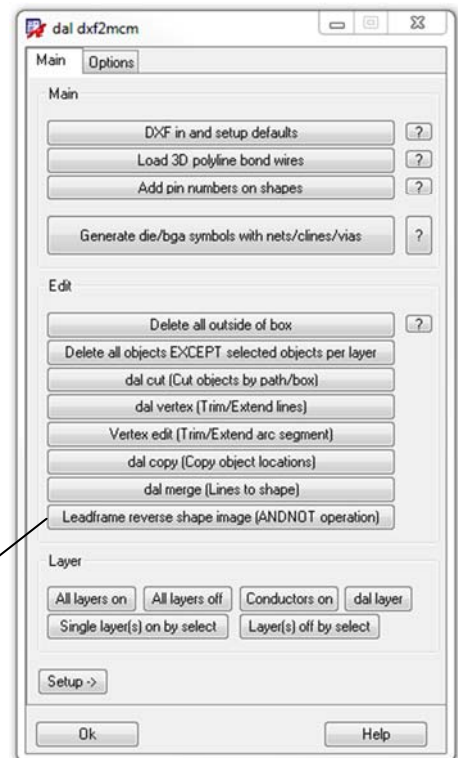 dal dxf2mcm
Main Options
Main
DXF in and setup defaults ?
Load 3D polyline bond wires ?
Add pin numbers on shapes ?
Generate die/bga symbols with nets/clines/vias ?
Edit
Delete all outside of box ?
Delete all objects EXCEPT selected objects per layer
dal cut (Cut objects by path/box)
dal vertex (Trim/Extend lines)
Vertex edit (Trim/Extend arc segment)
dal copy (Copy object locations)
dal merge (Lines to shape)
Leadframe reverse shape image (ANDNOT operation)
Layer
All layers on All layers off Conductors on dal layer
Single layer(s) on by select Layer(s) off by select
Setup ->
Ok Help